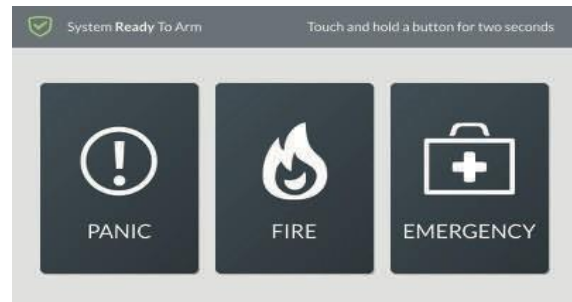 System Ready To Arm
Touch and hold a button for two seconds
PANIC
FIRE
EMERGENCY